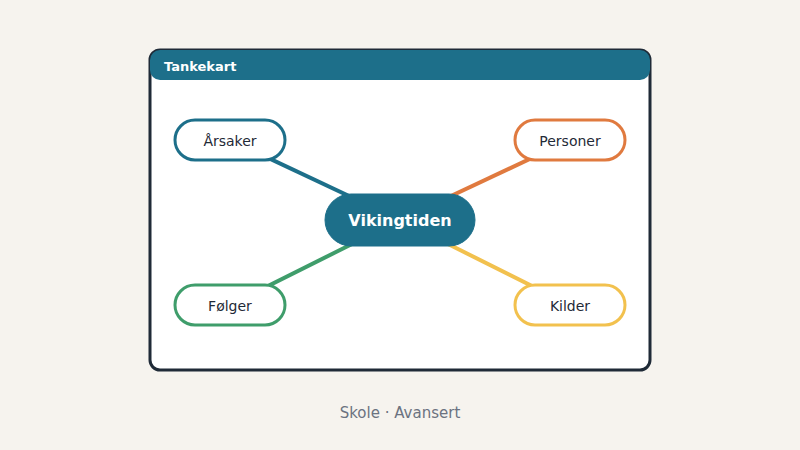 Tankekart
Årsaker
Personer
Vikingtiden
Følger
Kilder
Skole · Avansert